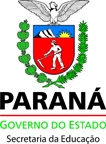 PARANÁ
GOVERNO DO ESTADO
Secretaria da Educação